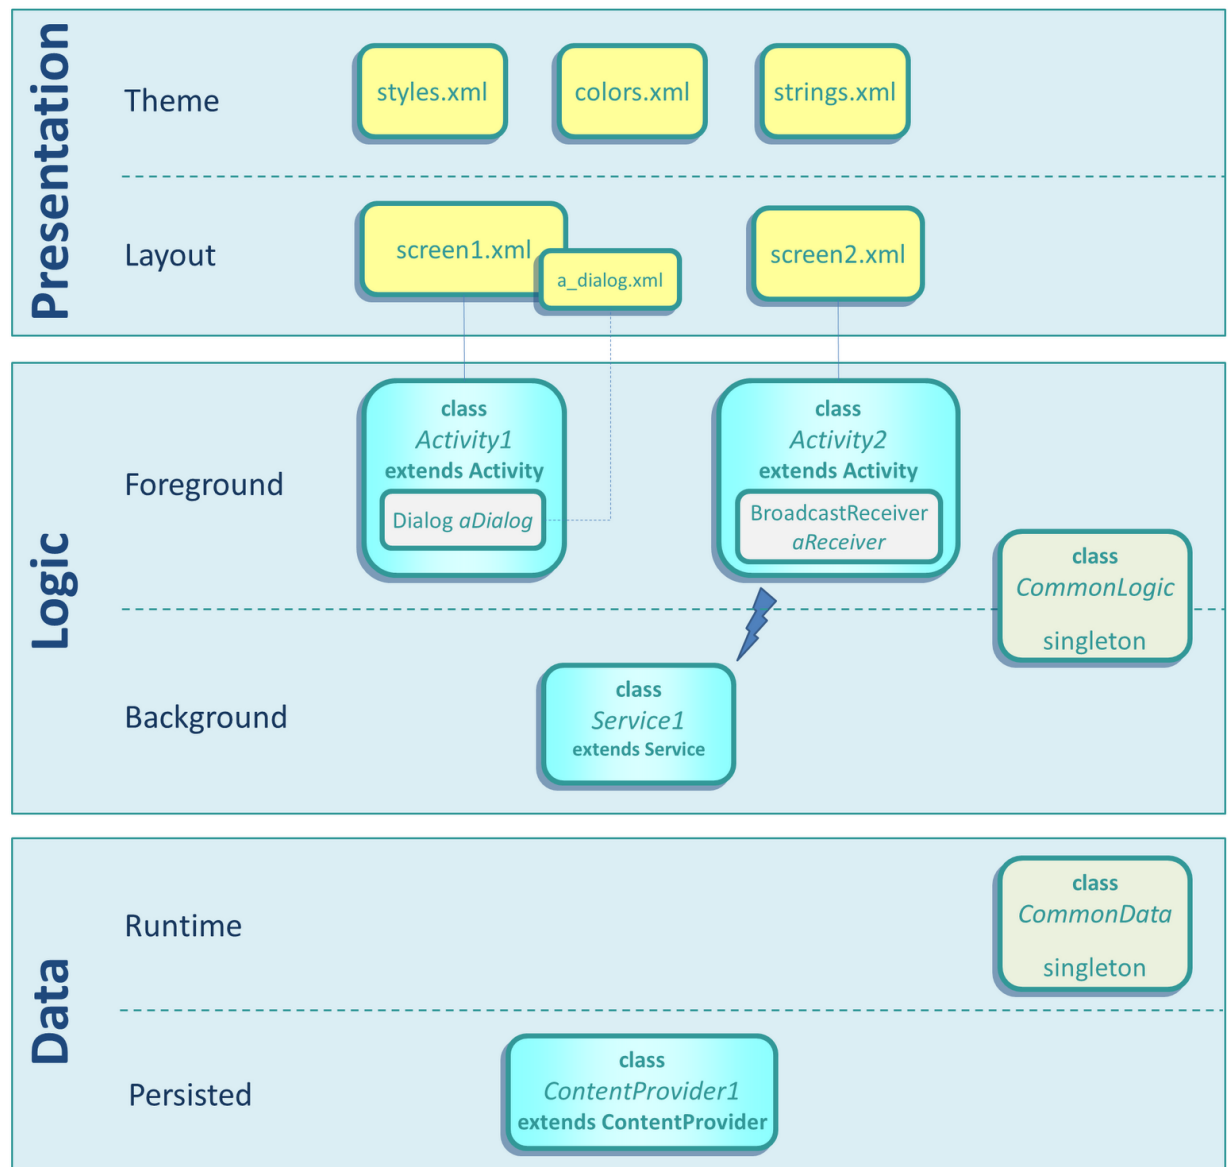 Presentation
Theme
styles.xml
colors.xml
strings.xml
Layout
screen1.xml
a_dialog.xml
screen2.xml
Logic
Foreground
class
Activity1
extends Activity
Dialog aDialog
class
Activity2
extends Activity
BroadcastReceiver
aReceiver
class
CommonLogic
singleton
Background
class
Service1
extends Service
Data
Runtime
class
CommonData
singleton
Persisted
class
ContentProvider1
extends ContentProvider